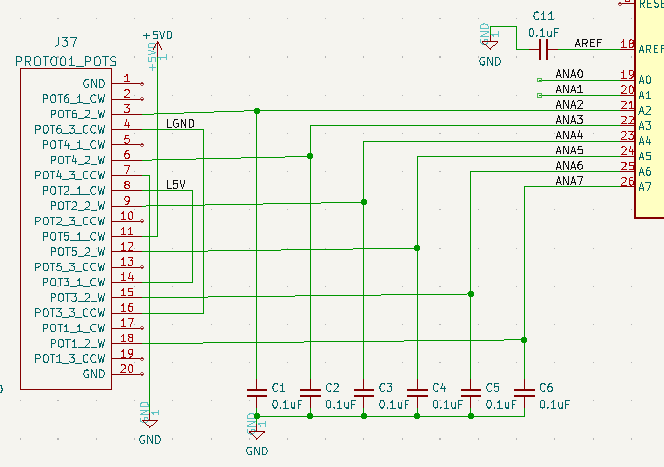 J37
PROTO01_POTS
GND 1
POT6_1_CW 2
POT6_2_W 3
POT6_3_CCW 4
POT4_1_CW 5
POT4_2_W 6
POT4_3_CCW 7
POT2_1_CW 8
POT2_2_W 9
POT2_3_CCW 10
POT5_1_CW 11
POT5_2_W 12
POT5_3_CCW 13
POT3_1_CW 14
POT3_2_W 15
POT3_3_CCW 16
POT1_1_CW 17
POT1_2_W 18
POT1_3_CCW 19
GND 20
+5VD
+5VD
1
LGND
L5V
GND
1
GND
GND
1
GND
C1
0.1uF
C2
0.1uF
C3
0.1uF
C4
0.1uF
C5
0.1uF
C6
0.1uF
GND
1
GND
C11
0.1uF
RESE
AREF 18 AREF
ANA0 19 A0
ANA1 20 A1
ANA2 21 A2
ANA3 22 A3
ANA4 23 A4
ANA5 24 A5
ANA6 25 A6
ANA7 26 A7